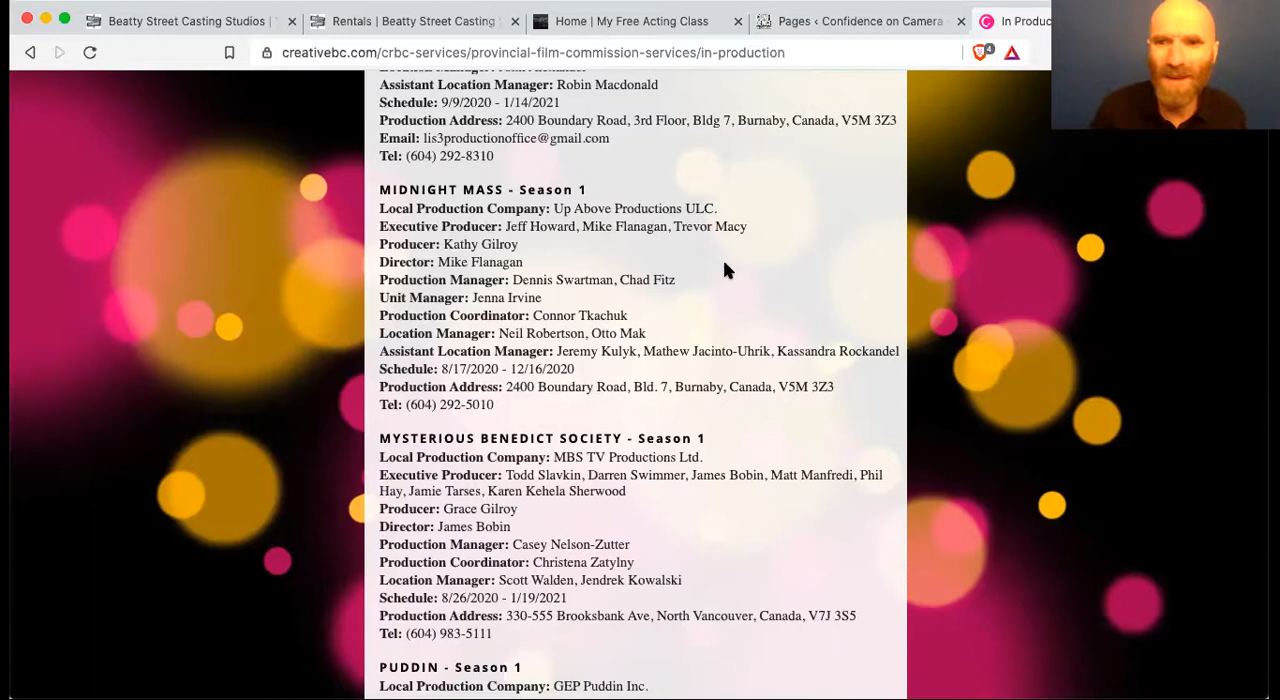 Beatty Street Casting Studios |
Rentals | Beatty Street Casting
Home | My Free Acting Class
Pages ‹ Confidence on Camera
In Produc
creativebc.com/crbc-services/provincial-film-commission-services/in-production
4
Assistant Location Manager: Robin Macdonald
Schedule: 9/9/2020 - 1/14/2021
Production Address: 2400 Boundary Road, 3rd Floor, Bldg 7, Burnaby, Canada, V5M 3Z3
Email: lis3productionoffice@gmail.com
Tel: (604) 292-8310
MIDNIGHT MASS - Season 1
Local Production Company: Up Above Productions ULC.
Executive Producer: Jeff Howard, Mike Flanagan, Trevor Macy
Producer: Kathy Gilroy
Director: Mike Flanagan
Production Manager: Dennis Swartman, Chad Fitz
Unit Manager: Jenna Irvine
Production Coordinator: Connor Tkachuk
Location Manager: Neil Robertson, Otto Mak
Assistant Location Manager: Jeremy Kulyk, Mathew Jacinto-Uhrik, Kassandra Rockandel
Schedule: 8/17/2020 - 12/16/2020
Production Address: 2400 Boundary Road, Bld. 7, Burnaby, Canada, V5M 3Z3
Tel: (604) 292-5010
MYSTERIOUS BENEDICT SOCIETY - Season 1
Local Production Company: MBS TV Productions Ltd.
Executive Producer: Todd Slavkin, Darren Swimmer, James Bobin, Matt Manfredi, Phil
Hay, Jamie Tarses, Karen Kehela Sherwood
Producer: Grace Gilroy
Director: James Bobin
Production Manager: Casey Nelson-Zutter
Production Coordinator: Christena Zatylny
Location Manager: Scott Walden, Jendrek Kowalski
Schedule: 8/26/2020 - 1/19/2021
Production Address: 330-555 Brooksbank Ave, North Vancouver, Canada, V7J 3S5
Tel: (604) 983-5111
PUDDIN - Season 1
Local Production Company: GEP Puddin Inc.